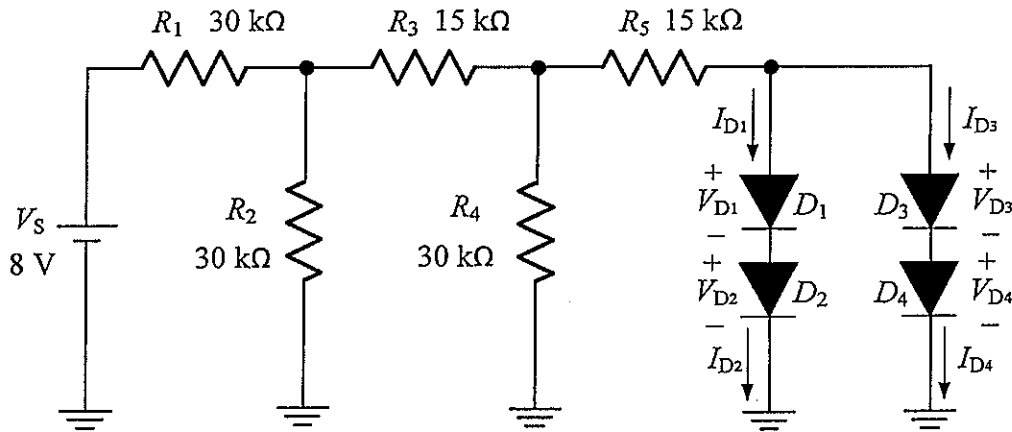 R1 30 kΩ R3 15 kΩ R5 15 kΩ
ID1 ID3
+ +
VD1 D1 D3 VD3
− −
R2 R4
VS
30 kΩ 30 kΩ
8 V
+ +
VD2 D2 D4 VD4
− −
ID2 ID4